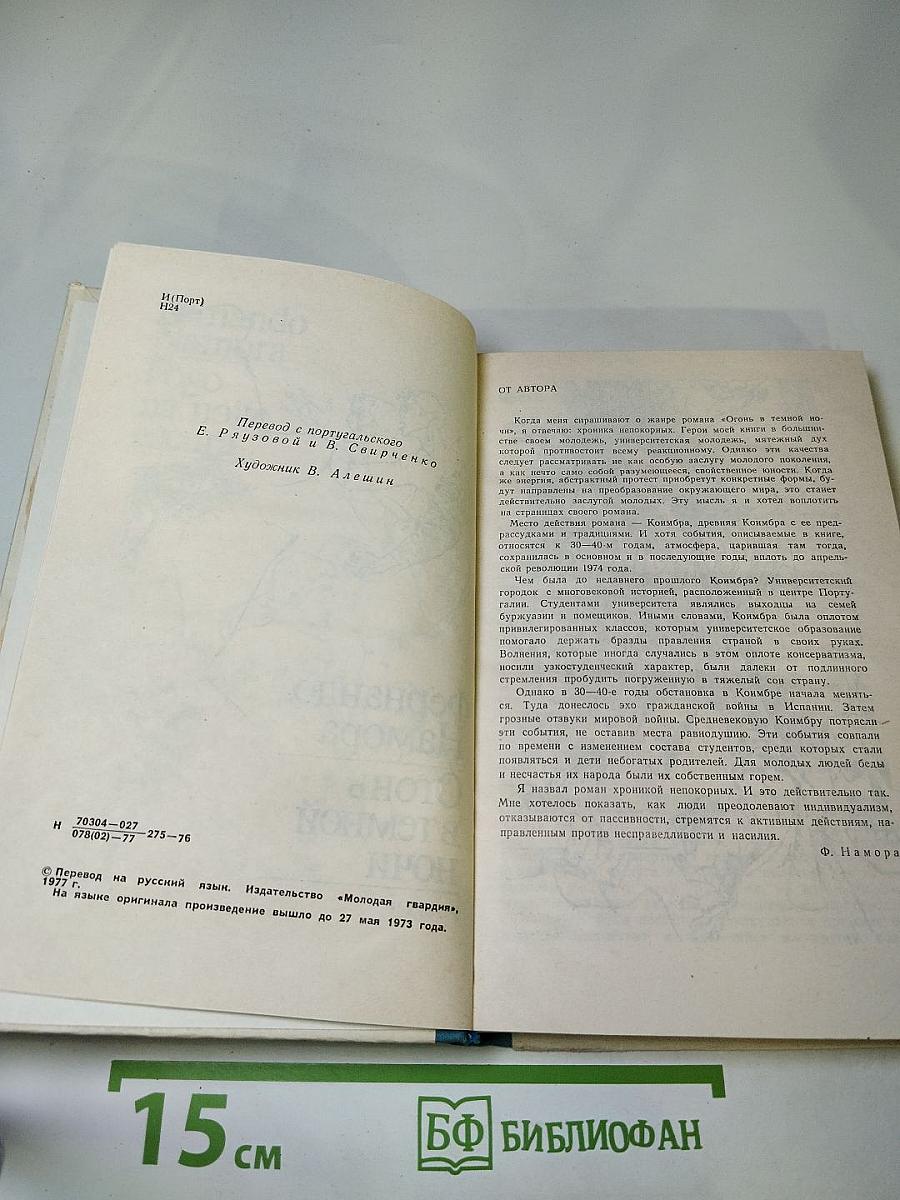 И(Порт)
Н24
Перевод с португальского
Е. Ряузовой и В. Свирченко
Художник В. Алешин
Н 70304—027
078(02)—77 275—76
© Перевод на русский язык. Издательство «Молодая гвардия»,
1977 г.
На языке оригинала произведение вышло до 27 мая 1973 года.
ОТ АВТОРА
Когда меня спрашивают о жанре романа «Огонь в темной но-
чи», я отвечаю: хроника непокорных. Герои моей книги в большин-
стве своем молодежь, университетская молодежь, мятежный дух
которой противостоит всему реакционному. Однако эти качества
следует рассматривать не как особую заслугу молодого поколения,
а как нечто само собой разумеющееся, свойственное юности. Когда
же энергия, абстрактный протест приобретут конкретные формы, бу-
дут направлены на преобразование окружающего мира, это станет
действительно заслугой молодых. Эту мысль я и хотел воплотить
на страницах своего романа.
Место действия романа — Коимбра, древняя Коимбра с ее пред-
рассудками и традициями. И хотя события, описываемые в книге,
относятся к 30—40-м годам, атмосфера, царившая там тогда,
сохранилась в основном и в последующие годы, вплоть до апрель-
ской революции 1974 года.
Чем была до недавнего прошлого Коимбра? Университетский
городок с многовековой историей, расположенный в центре Порту-
галии. Студентами университета являлись выходцы из семей
буржуазии и помещиков. Иными словами, Коимбра была оплотом
привилегированных классов, которым университетское образование
помогало держать бразды правления страной в своих руках.
Волнения, которые иногда случались в этом оплоте консерватизма,
носили узкостуденческий характер, были далеки от подлинного
стремления пробудить погруженную в тяжелый сон страну.
Однако в 30—40-е годы обстановка в Коимбре начала менять-
ся. Туда донеслось эхо гражданской войны в Испании. Затем
грозные отзвуки мировой войны. Средневековую Коимбру потрясли
эти события, не оставив места равнодушию. Эти события совпали
по времени с изменением состава студентов, среди которых стали
появляться и дети небогатых родителей. Для молодых людей беды
и несчастья их народа были их собственным горем.
Я назвал роман хроникой непокорных. И это действительно так.
Мне хотелось показать, как люди преодолевают индивидуализм,
отказываются от пассивности, стремятся к активным действиям, на-
правленным против несправедливости и насилия.
Ф. Намора
15 см
БФ БИБЛИОФАН